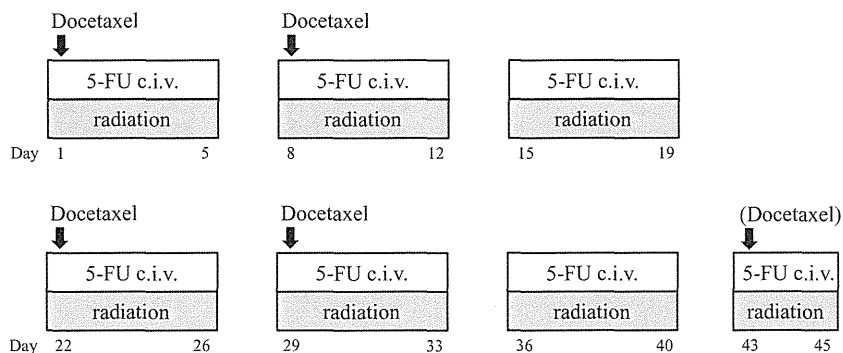 Docetaxel Docetaxel
5-FU c.i.v. 5-FU c.i.v. 5-FU c.i.v.
radiation radiation radiation
Day 1 5 8 12 15 19
Docetaxel Docetaxel (Docetaxel)
5-FU c.i.v. 5-FU c.i.v. 5-FU c.i.v. 5-FU c.i.v.
radiation radiation radiation radiation
Day 22 26 29 33 36 40 43 45